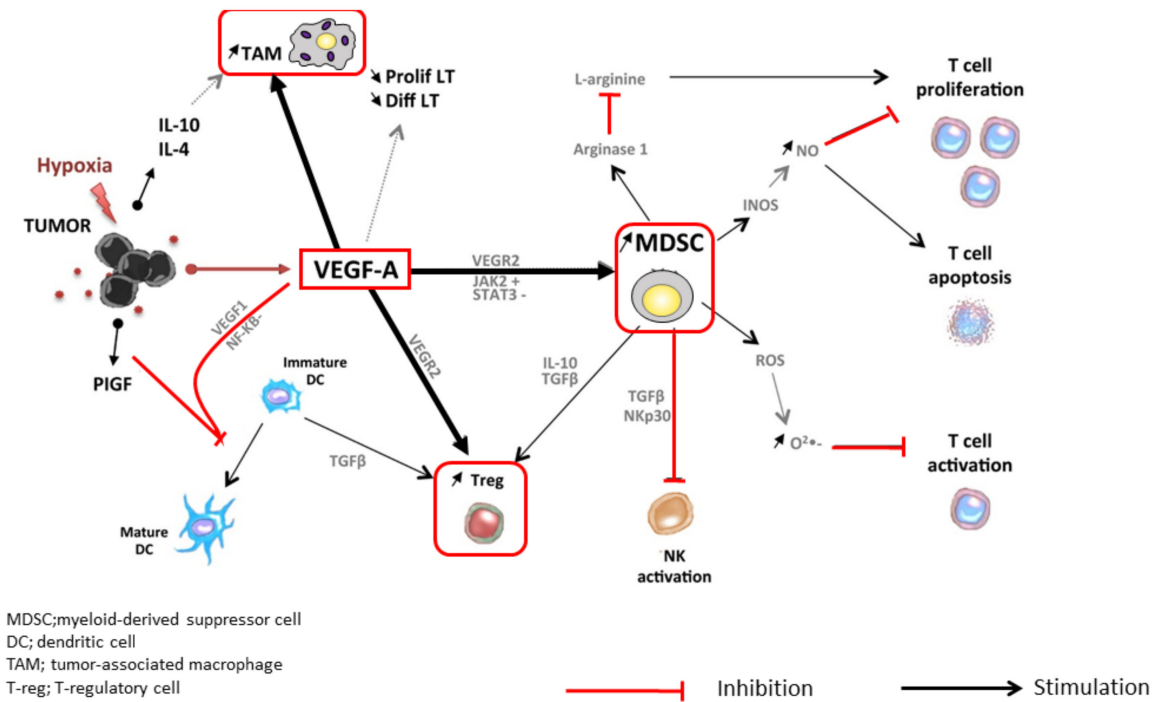 TAM
Prolif LT
Diff LT
IL-10
IL-4
Hypoxia
TUMOR
VEGF-A
VEGF1
NF-KB-
PIGF
Immature
DC
Mature
DC
TGFβ
VEGR2
Treg
VEGR2
JAK2 +
STAT3 -
MDSC
IL-10
TGFβ
TGFβ
NKp30
NK
activation
L-arginine
Arginase 1
INOS
NO
ROS
O²•-
T cell
proliferation
T cell
apoptosis
T cell
activation
MDSC;myeloid-derived suppressor cell
DC; dendritic cell
TAM; tumor-associated macrophage
T-reg; T-regulatory cell
Inhibition
Stimulation